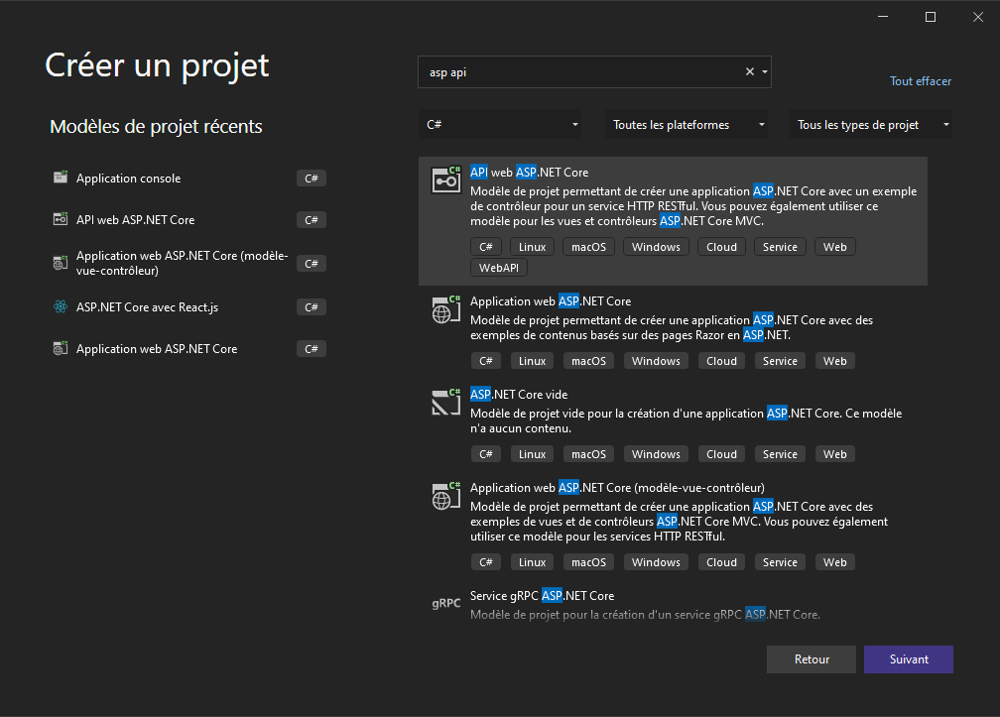 Créer un projet
asp api
Tout effacer
Modèles de projet récents
C#
Toutes les plateformes
Tous les types de projet
Application console
C#
API web ASP.NET Core
C#
Application web ASP.NET Core (modèle-
vue-contrôleur)
C#
ASP.NET Core avec React.js
C#
Application web ASP.NET Core
C#
C#
API web ASP.NET Core
Modèle de projet permettant de créer une application ASP.NET Core avec un exemple
de contrôleur pour un service HTTP RESTful. Vous pouvez également utiliser ce
modèle pour les vues et contrôleurs ASP.NET Core MVC.
C# Linux macOS Windows Cloud Service Web
WebAPI
C#
Application web ASP.NET Core
Modèle de projet permettant de créer une application ASP.NET Core avec des
exemples de contenus basés sur des pages Razor en ASP.NET.
C# Linux macOS Windows Cloud Service Web
C#
ASP.NET Core vide
Modèle de projet vide pour la création d'une application ASP.NET Core. Ce modèle
n'a aucun contenu.
C# Linux macOS Windows Cloud Service Web
C#
Application web ASP.NET Core (modèle-vue-contrôleur)
Modèle de projet permettant de créer une application ASP.NET Core avec des
exemples de vues et de contrôleurs ASP.NET Core MVC. Vous pouvez également
utiliser ce modèle pour les services HTTP RESTful.
C# Linux macOS Windows Cloud Service Web
gRPC
Service gRPC ASP.NET Core
Modèle de projet pour la création d'un service gRPC ASP.NET Core.
Retour
Suivant